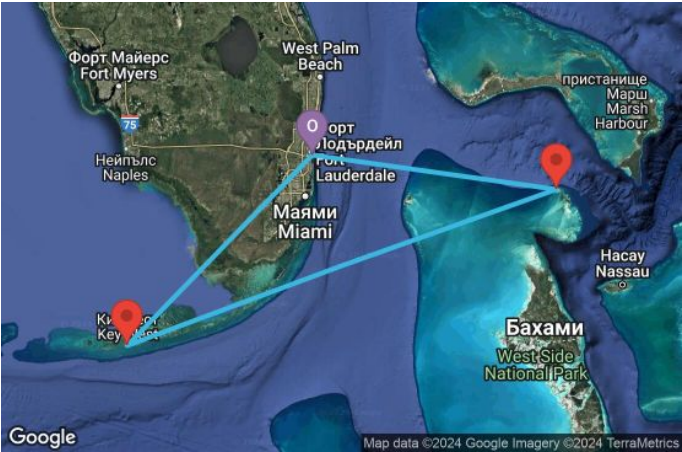 Форт Майерс
Fort Myers
West Palm
Beach
пристанище
Марш
Marsh
Harbour
75
O
орт
Лодърдейл
Fort
Lauderdale
Нейпълс
Naples
Маями
Miami
Насау
Nassau
Key West
Бахами
West Side
National Park
Google
Map data ©2024 Google Imagery ©2024 TerraMetrics